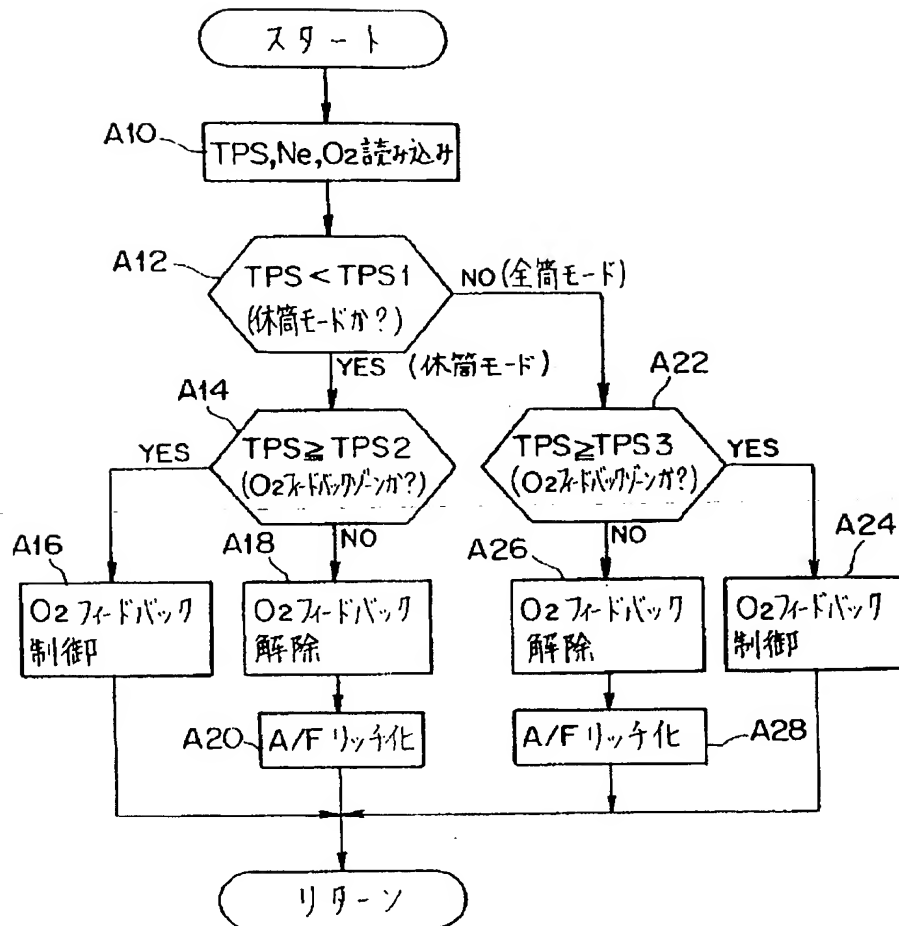 スタート
A10
TPS,Ne,O2読み込み
A12
TPS<TPS1
(休筒モードか?)
NO(全筒モード)
YES (休筒モード)
A14
TPS≧TPS2
(O2フィードバックゾーンか?)
YES
NO
A22
TPS≧TPS3
(O2フィードバックゾーンか?)
YES
NO
A16
O2フィードバック
制御
A18
O2フィードバック
解除
A26
O2フィードバック
解除
A24
O2フィードバック
制御
A20
A/Fリッチ化
A/Fリッチ化
A28
リターン